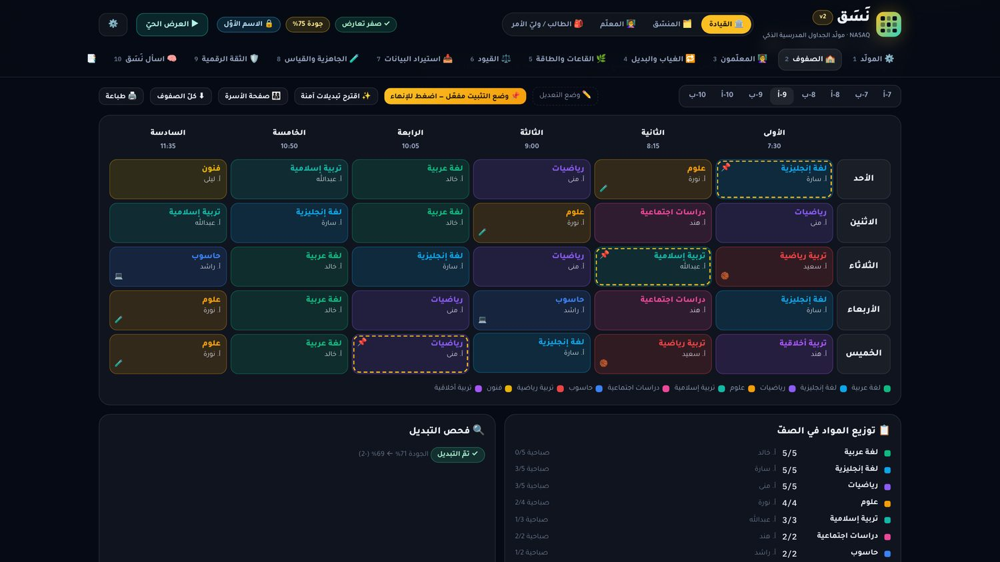 نَسَق v2
NASAQ · مولّد الجداول المدرسية الذكي
القيادة
المنسّق
المعلّم
الطالب / وليّ الأمر
✓ صفر تعارض
جودة 75%
الاسم الأوّل
▶ العرض الحيّ
المولّد 1
الصفوف 2
المعلّمون 3
الغياب والبديل 4
القاعات والطاقة 5
القيود 6
استيراد البيانات 7
الجاهزية والقياس 8
الثقة الرقمية 9
اسأل نَسَق 10
7-أ 7-ب 8-أ 8-ب 9-أ 9-ب 10-أ 10-ب
وضع التعديل
وضع التثبيت مفعّل — اضغط للإنهاء
اقترح تبديلات آمنة
صفحة الأسرة
⬇ كلّ الصفوف
طباعة
الأولى الثانية الثالثة الرابعة الخامسة السادسة
7:30 8:15 9:00 10:05 10:50 11:35
الأحد
لغة إنجليزية علوم رياضيات لغة عربية تربية إسلامية فنون
أ. سارة أ. نورة أ. منى أ. خالد أ. عبدالله أ. ليلى
الاثنين
رياضيات دراسات اجتماعية علوم لغة عربية لغة إنجليزية تربية إسلامية
أ. منى أ. هند أ. نورة أ. خالد أ. سارة أ. عبدالله
الثلاثاء
تربية رياضية تربية إسلامية رياضيات لغة إنجليزية لغة عربية حاسوب
أ. سعيد أ. عبدالله أ. منى أ. سارة أ. خالد أ. راشد
الأربعاء
لغة إنجليزية دراسات اجتماعية حاسوب رياضيات لغة عربية علوم
أ. سارة أ. هند أ. راشد أ. منى أ. خالد أ. نورة
الخميس
تربية أخلاقية تربية رياضية لغة إنجليزية رياضيات لغة عربية علوم
أ. هند أ. سعيد أ. سارة أ. منى أ. خالد أ. نورة
لغة عربية لغة إنجليزية رياضيات علوم تربية إسلامية دراسات اجتماعية حاسوب تربية رياضية فنون تربية أخلاقية
توزيع المواد في الصفّ
لغة عربية 5/5 أ. خالد صباحية 0/5
لغة إنجليزية 5/5 أ. سارة صباحية 3/5
رياضيات 5/5 أ. منى صباحية 3/5
علوم 4/4 أ. نورة صباحية 2/4
تربية إسلامية 3/3 أ. عبدالله صباحية 1/3
دراسات اجتماعية 2/2 أ. هند صباحية 2/2
حاسوب 2/2 أ. راشد صباحية 1/2
فحص التبديل
✓ تمّ التبديل الجودة 71% ← 69% (-2)